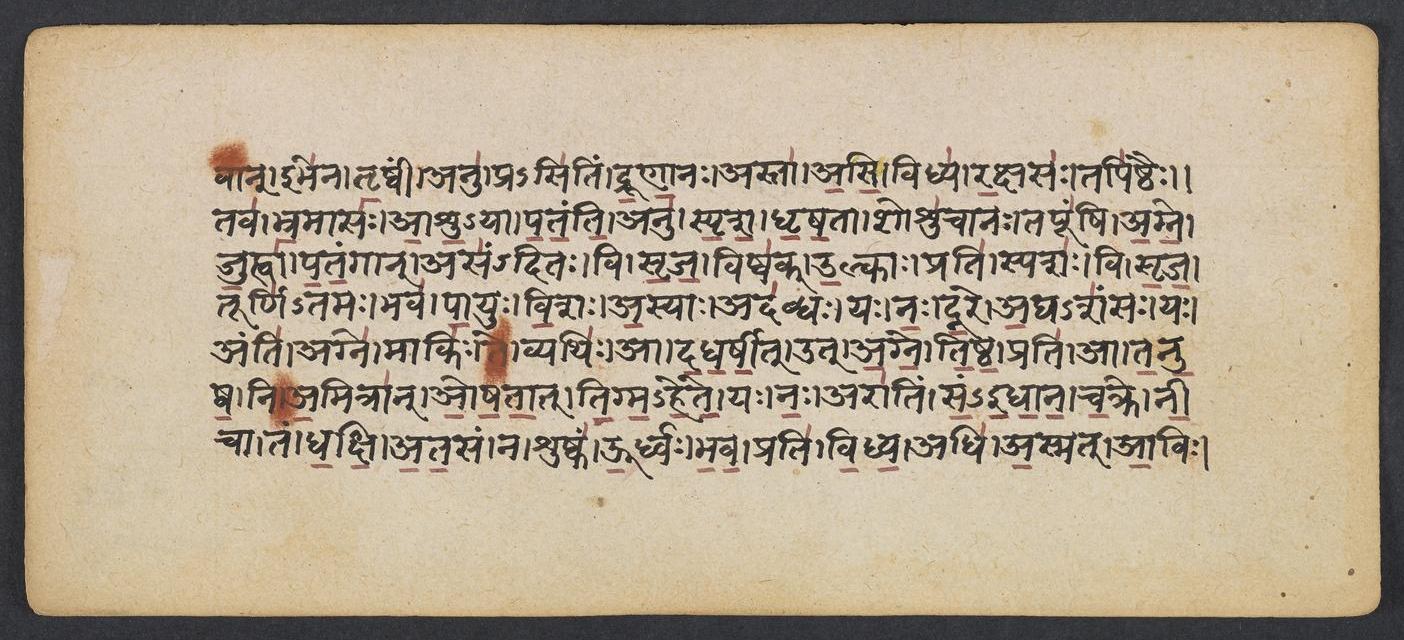 वान्।इभेन।तृष्वीं।अनु।प्रऽसितिं।द्रूणानः।अस्ता।असि।विध्य।रक्षसः।तपिष्ठैः।।
तव।भ्रमासः।आशुऽया।पतंति।अनु।स्पृश।धृषता।शोशुचानः।तपूंषि।अग्ने।
जुह्वा।पतंगान्।असंऽदितः।वि।सृज।विष्वक्।उल्काः।प्रति।स्पशः।वि।सृज।
तूर्णिऽतमः।भव।पायुः।विशः।अस्याः।अदब्धः।यः।नः।दूरे।अघऽशंसः।यः।
अंति।अग्ने।माकिः।ते।व्यथिः।आ।दधर्षीत्।उत्।अग्ने।तिष्ठ।प्रति।आ।तनु
ष्व।नि।अमित्रान्।ओषतात्।तिग्मऽहेते।यः।नः।अरातिं।संऽइधान।चक्रे।नी
चा।तं।धक्षि।अतसं।न।शुष्कं।ऊर्ध्वः।भव।प्रति।विध्य।अधि।अस्मत्।आविः।